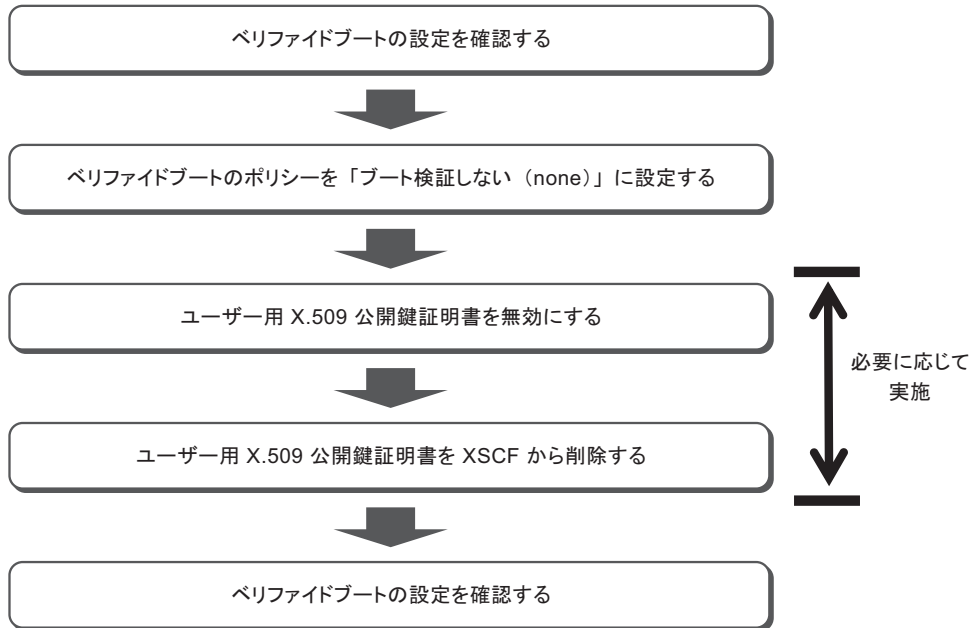 ベリファイドブートの設定を確認する
ベリファイドブートのポリシーを「ブート検証しない（none）」に設定する
ユーザー用 X.509 公開鍵証明書を無効にする
ユーザー用 X.509 公開鍵証明書を XSCF から削除する
必要に応じて
実施
ベリファイドブートの設定を確認する